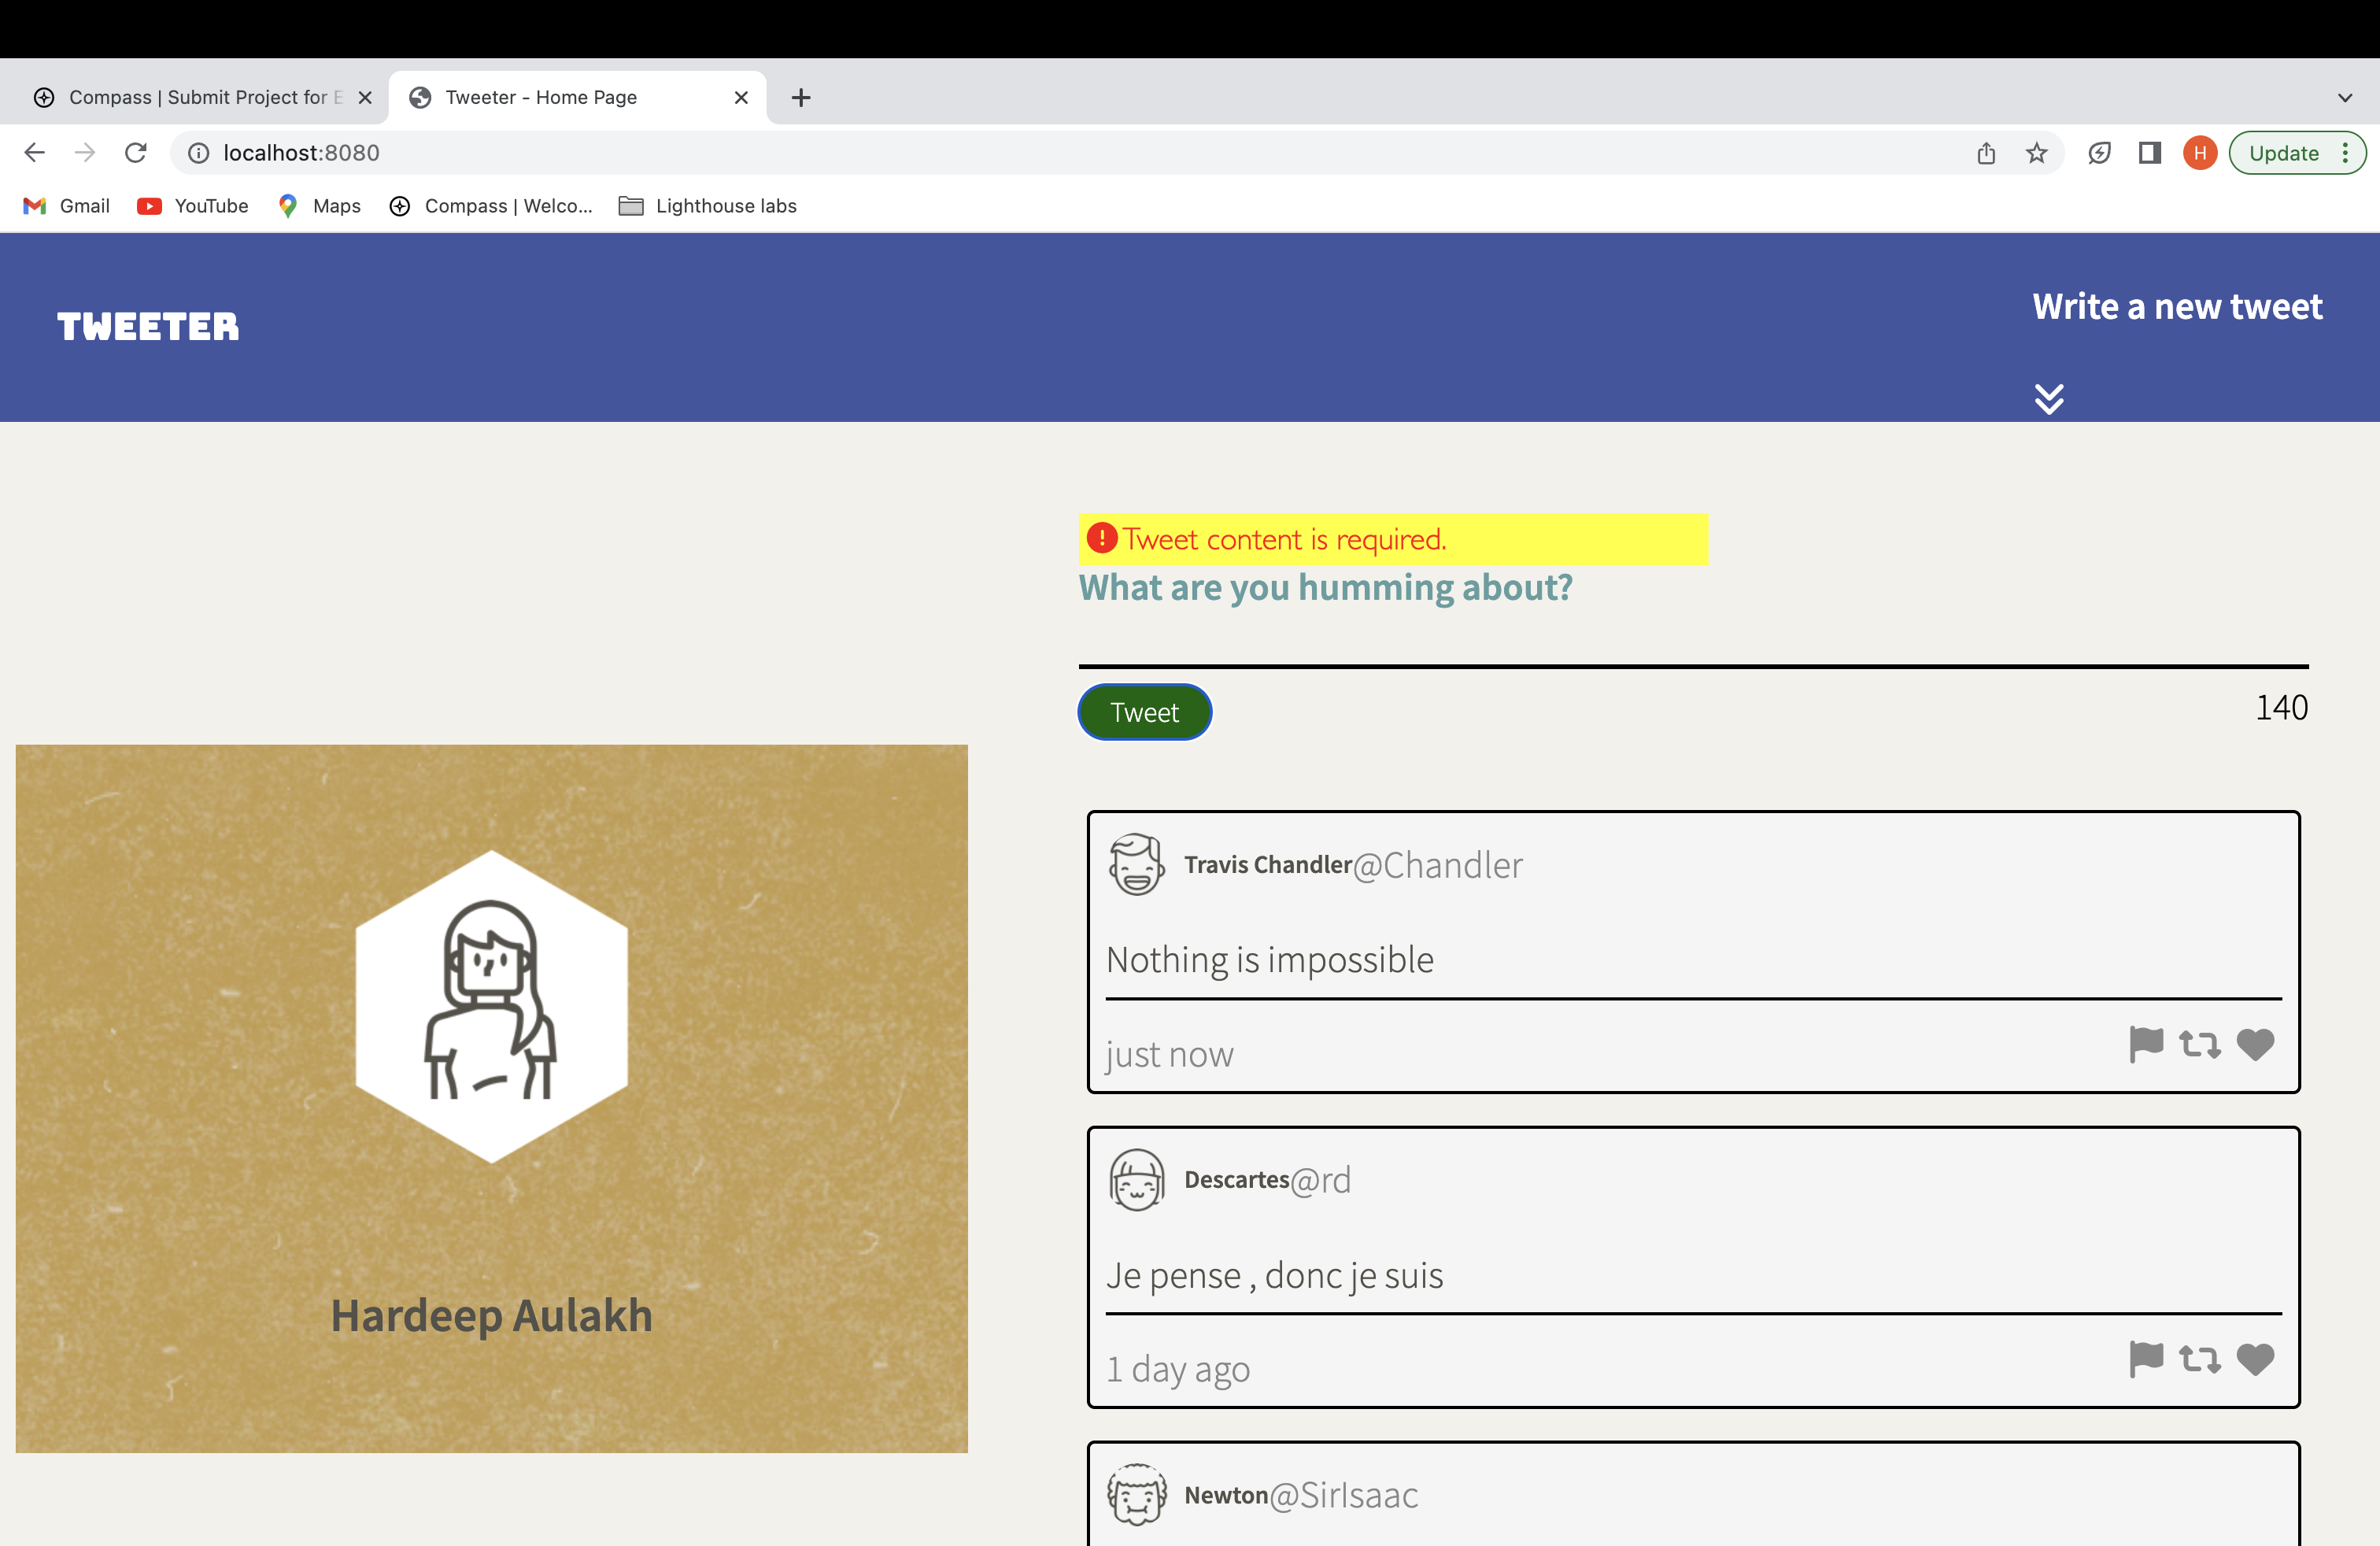 Compass | Submit Project for E
Tweeter - Home Page
localhost:8080
H
Update
Gmail
YouTube
Maps
Compass | Welco...
Lighthouse labs
TWEETER
Write a new tweet
Tweet content is required.
What are you humming about?
Tweet
140
Travis Chandler@Chandler
Nothing is impossible
just now
Hardeep Aulakh
Descartes@rd
Je pense , donc je suis
1 day ago
Newton@SirIsaac